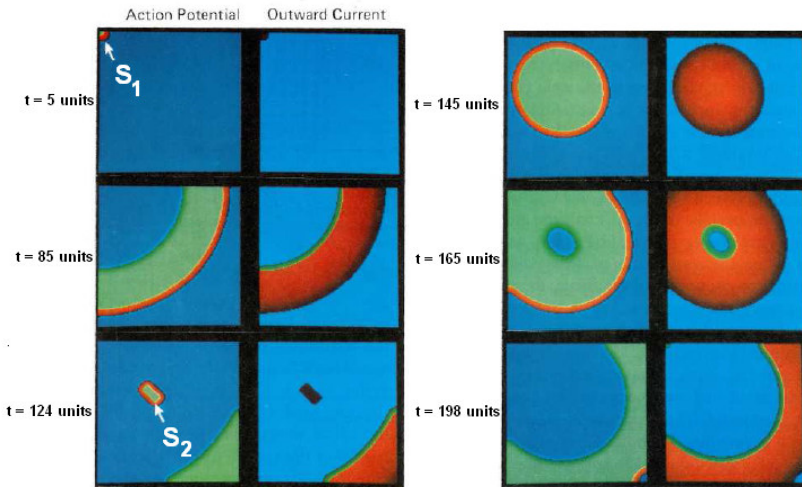 Action Potential Outward Current
S1
t = 5 units
t = 85 units
t = 124 units
S2
t = 145 units
t = 165 units
t = 198 units